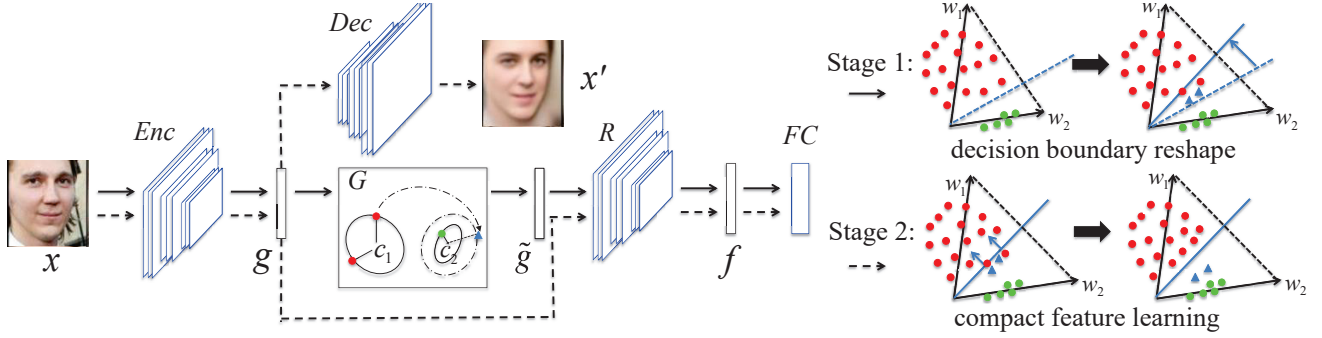 Dec
x′
Enc
x
g
G
c₁
c₂
g̃
R
f
FC
Stage 1:
w₁
w₂
w₁
w₂
decision boundary reshape
Stage 2:
w₁
w₂
w₁
w₂
compact feature learning